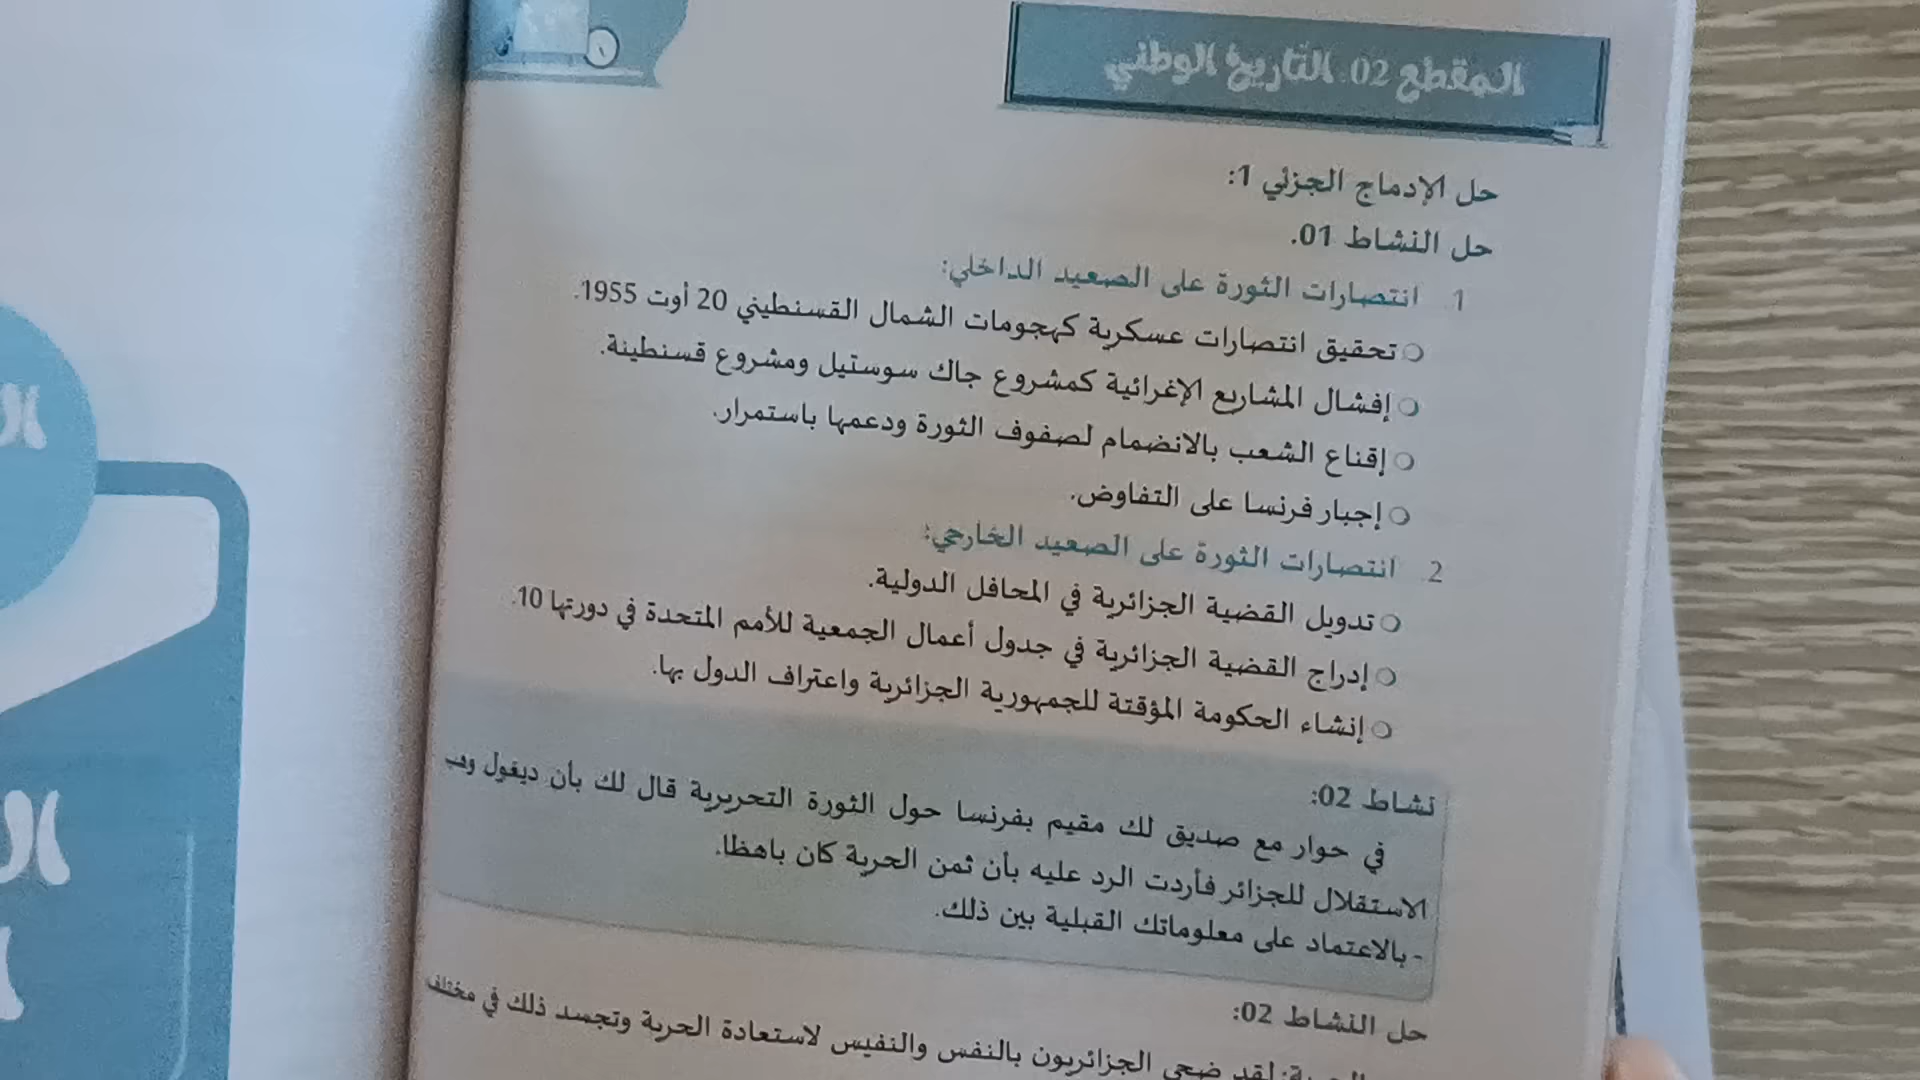 المقطع 02. التاريخ الوطني
حل الإدماج الجزئي 1:
حل النشاط 01.
1. انتصارات الثورة على الصعيد الداخلي:
○ تحقيق انتصارات عسكرية كهجومات الشمال القسنطيني 20 أوت 1955.
○ إفشال المشاريع الإغرائية كمشروع جاك سوستيل ومشروع قسنطينة.
○ إقناع الشعب بالانضمام لصفوف الثورة ودعمها باستمرار.
○ إجبار فرنسا على التفاوض.
2. انتصارات الثورة على الصعيد الخارجي:
○ تدويل القضية الجزائرية في المحافل الدولية.
○ إدراج القضية الجزائرية في جدول أعمال الجمعية للأمم المتحدة في دورتها 10.
○ إنشاء الحكومة المؤقتة للجمهورية الجزائرية واعتراف الدول بها.
نشاط 02:
في حوار مع صديق لك مقيم بفرنسا حول الثورة التحريرية قال لك بأن ديغول وهب
الاستقلال للجزائر فأردت الرد عليه بأن ثمن الحرية كان باهظا.
- بالاعتماد على معلوماتك القبلية بين ذلك.
حل النشاط 02:
لقد ضحى الجزائريون بالنفس والنفيس لاستعادة الحرية وتجسد ذلك في مختلف